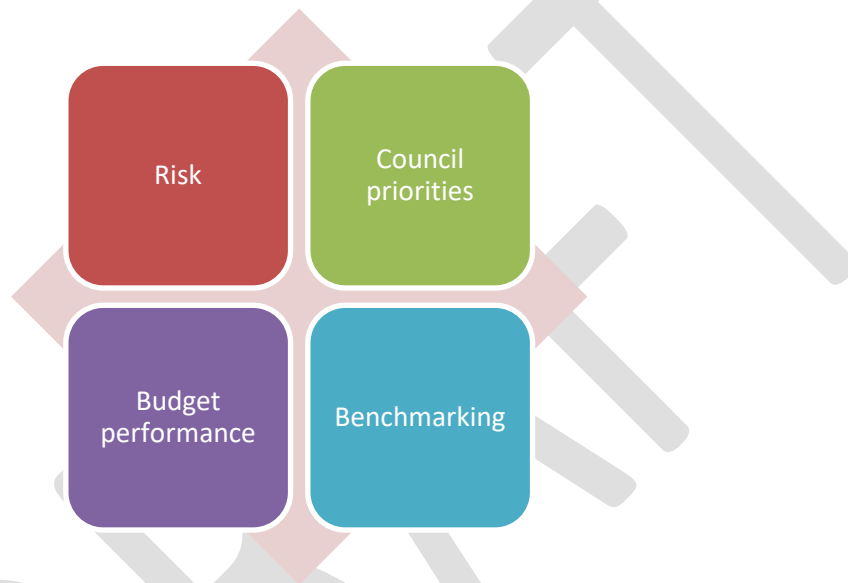 Risk
Council
priorities
Budget
performance
Benchmarking